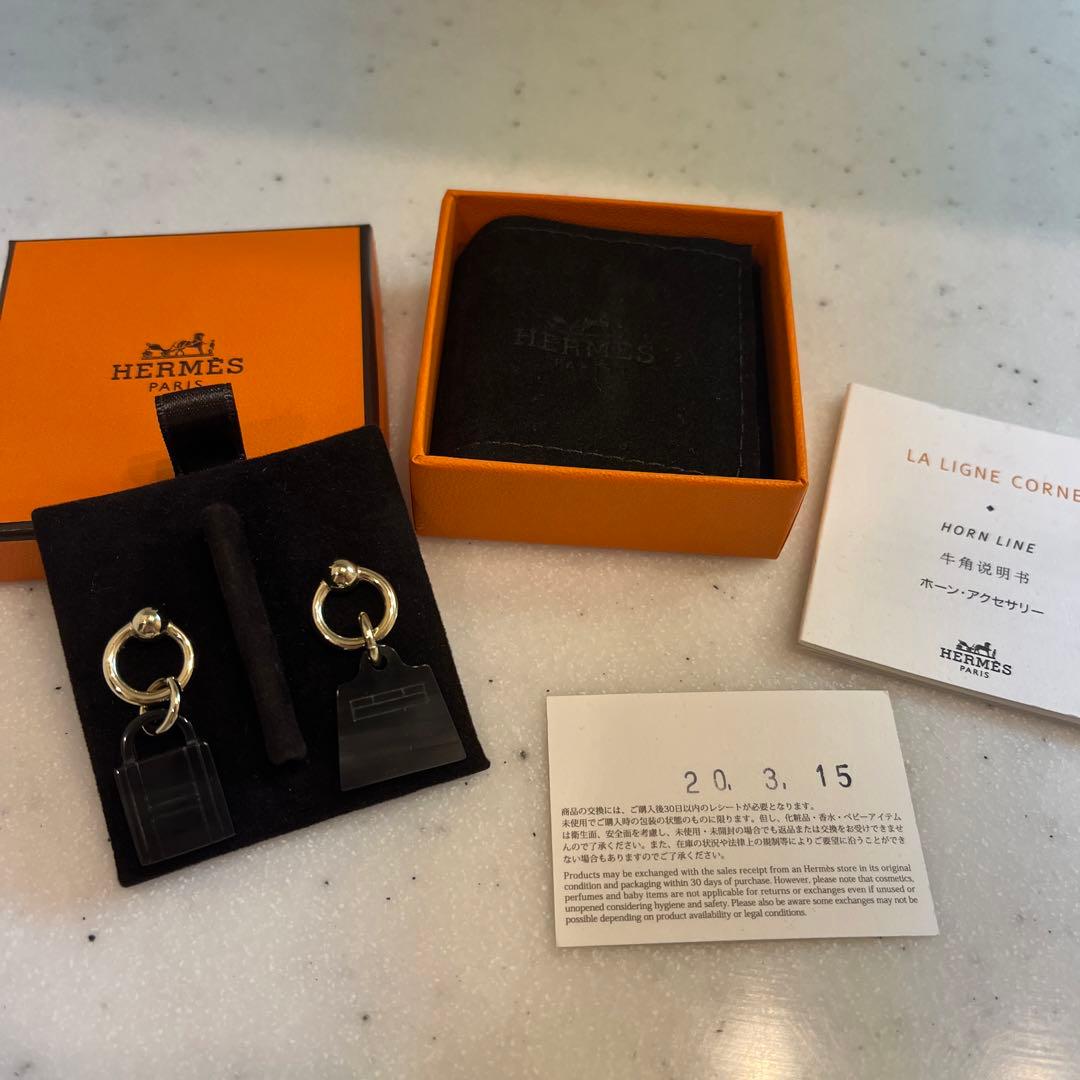 HERMÈS
PARIS
HERMÈS
PARIS
LA LIGNE CORNE
HORN LINE
牛角说明书
ホーン・アクセサリー
HERMÈS
PARIS
20. 3. 15
商品の交換には、ご購入後30日以内のレシートが必要となります。
未使用でご購入時の包装の状態のものに限ります。但し、化粧品・香水・ベビーアイテム
は衛生面、安全面を考慮し、未使用・未開封の場合でも返品または交換をお受けできませ
んので了承ください。また、在庫の状況や法律上の規制等によりご要望に沿うことができ
ない場合もありますのでご了承ください。
Products may be exchanged with the sales receipt from an Hermès store in its original
condition and packaging within 30 days of purchase. However, please note that cosmetics,
perfumes and baby items are not applicable for returns or exchanges even if unused or
unopened considering hygiene and safety. Please also be aware some exchanges may not be
possible depending on product availability or legal conditions.